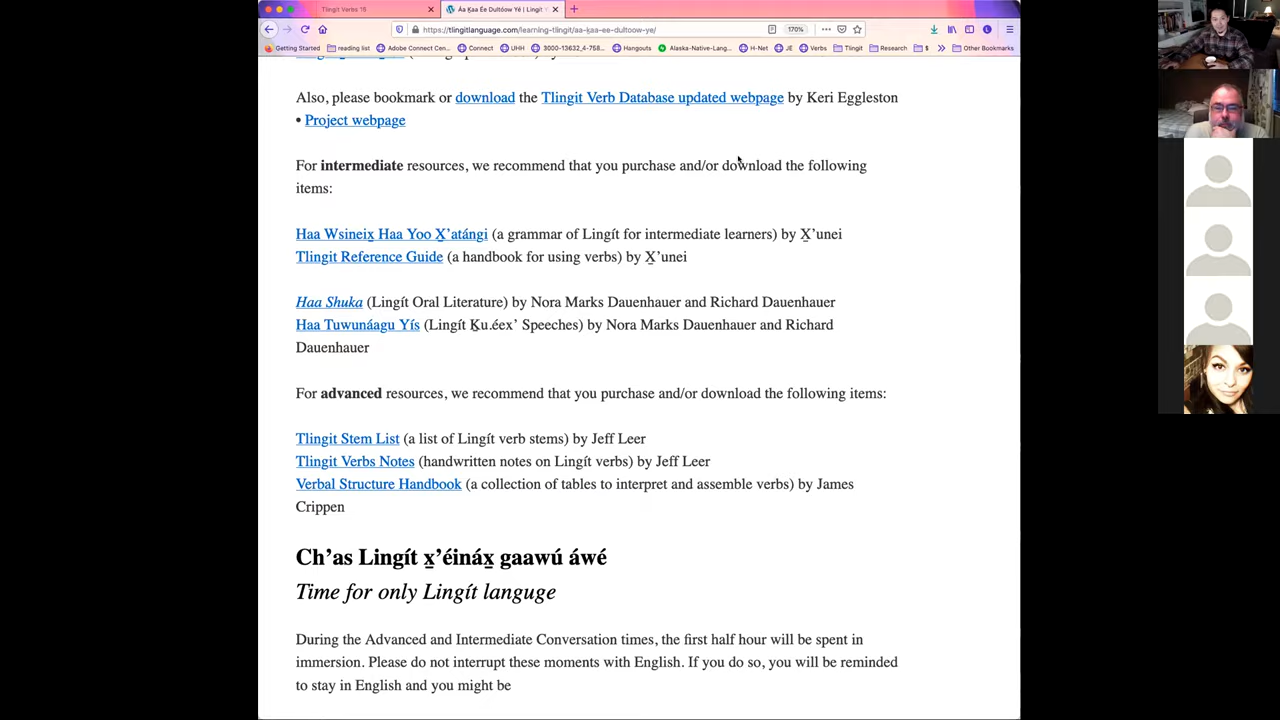 Tlingit Verbs 15
Áa Ḵaa Ée Dultóow Yé | Lingít
https://tlingitlanguage.com/learning-tlingit/aa-ḵaa-ee-dultoow-ye/
170%
Getting Started reading list Adobe Connect Cen... Connect UHH 3000-13632_4-758... Hangouts Alaska-Native-Lang... H-Net JE Verbs Tlingit Research $ Other Bookmarks
Also, please bookmark or download the Tlingit Verb Database updated webpage by Keri Eggleston
• Project webpage
For intermediate resources, we recommend that you purchase and/or download the following
items:
Haa Wsineix̱ Haa Yoo X̱’atángi (a grammar of Lingít for intermediate learners) by X̱’unei
Tlingit Reference Guide (a handbook for using verbs) by X̱’unei
Haa Shuka (Lingít Oral Literature) by Nora Marks Dauenhauer and Richard Dauenhauer
Haa Tuwunáagu Yís (Lingít Ḵu.éex’ Speeches) by Nora Marks Dauenhauer and Richard
Dauenhauer
For advanced resources, we recommend that you purchase and/or download the following items:
Tlingit Stem List (a list of Lingít verb stems) by Jeff Leer
Tlingit Verbs Notes (handwritten notes on Lingít verbs) by Jeff Leer
Verbal Structure Handbook (a collection of tables to interpret and assemble verbs) by James
Crippen
Ch’as Lingít x̱’éináx̱ gaawú áwé
Time for only Lingít languge
During the Advanced and Intermediate Conversation times, the first half hour will be spent in
immersion. Please do not interrupt these moments with English. If you do so, you will be reminded
to stay in English and you might be